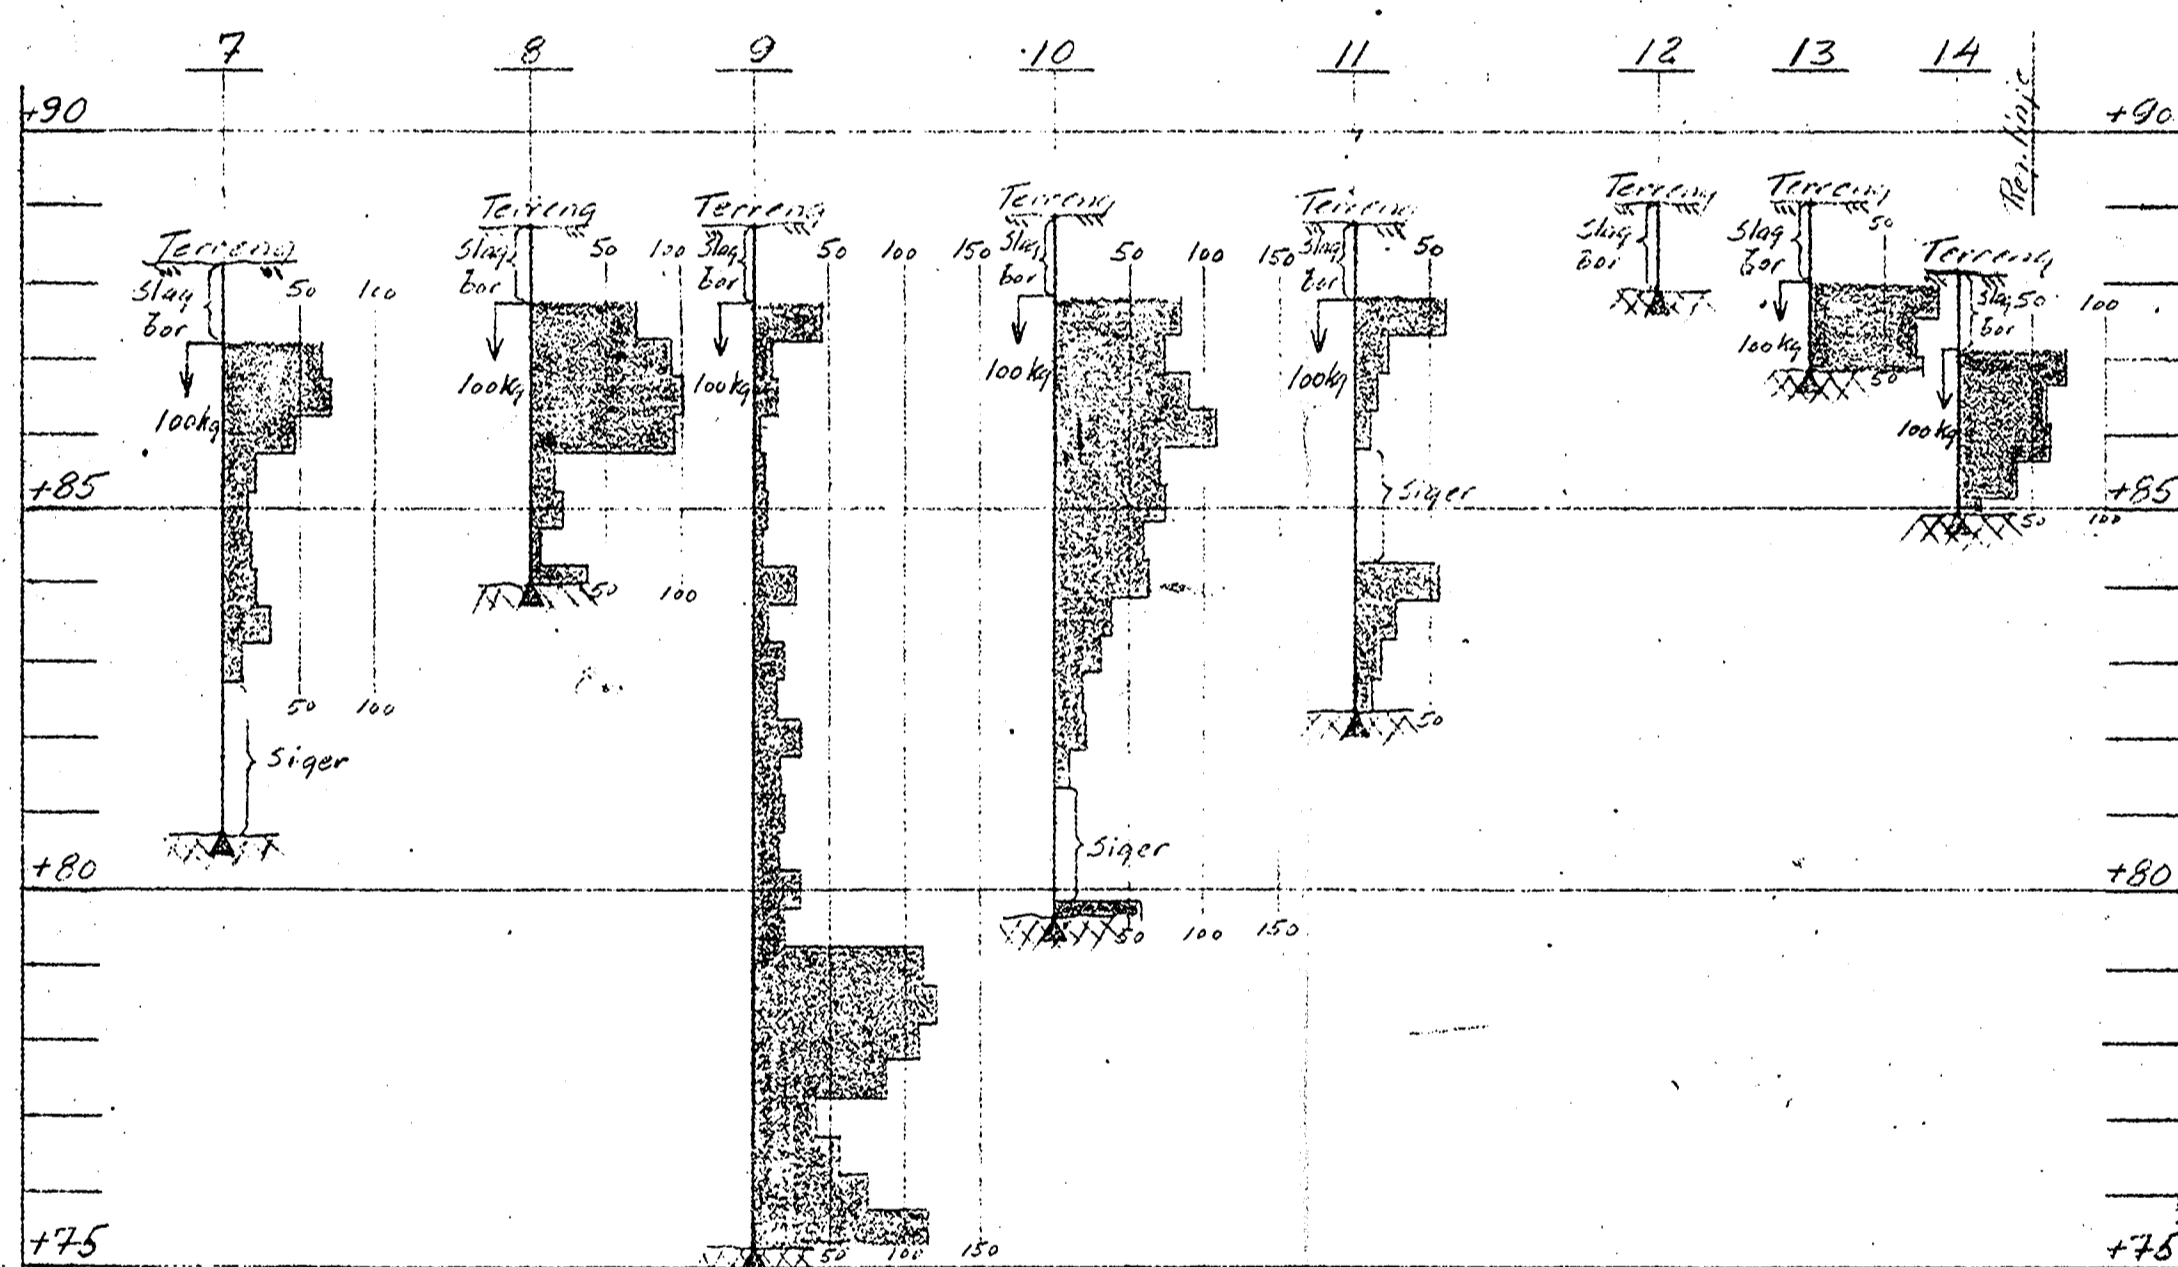 7 8 9 10 11 12 13 14
+90 +90
Rep. linje
Terreng Terreng Terreng Terreng Terreng Terreng Terreng Terreng
Slag bor
50 100
100kg
Siger
50 100
Slag bor
50 100
100kg
50 100
Slag bor
50 100 150
100kg
50 100 150
Slag bor
50 100 150
100kg
Siger
50 100 150
Slag bor
50
100kg
Siger
50
Slag bor
Slag bor
50
100kg
50
Slag bor
50 100
100kg
50 100
+85 +85
+80 +80
+75 +75